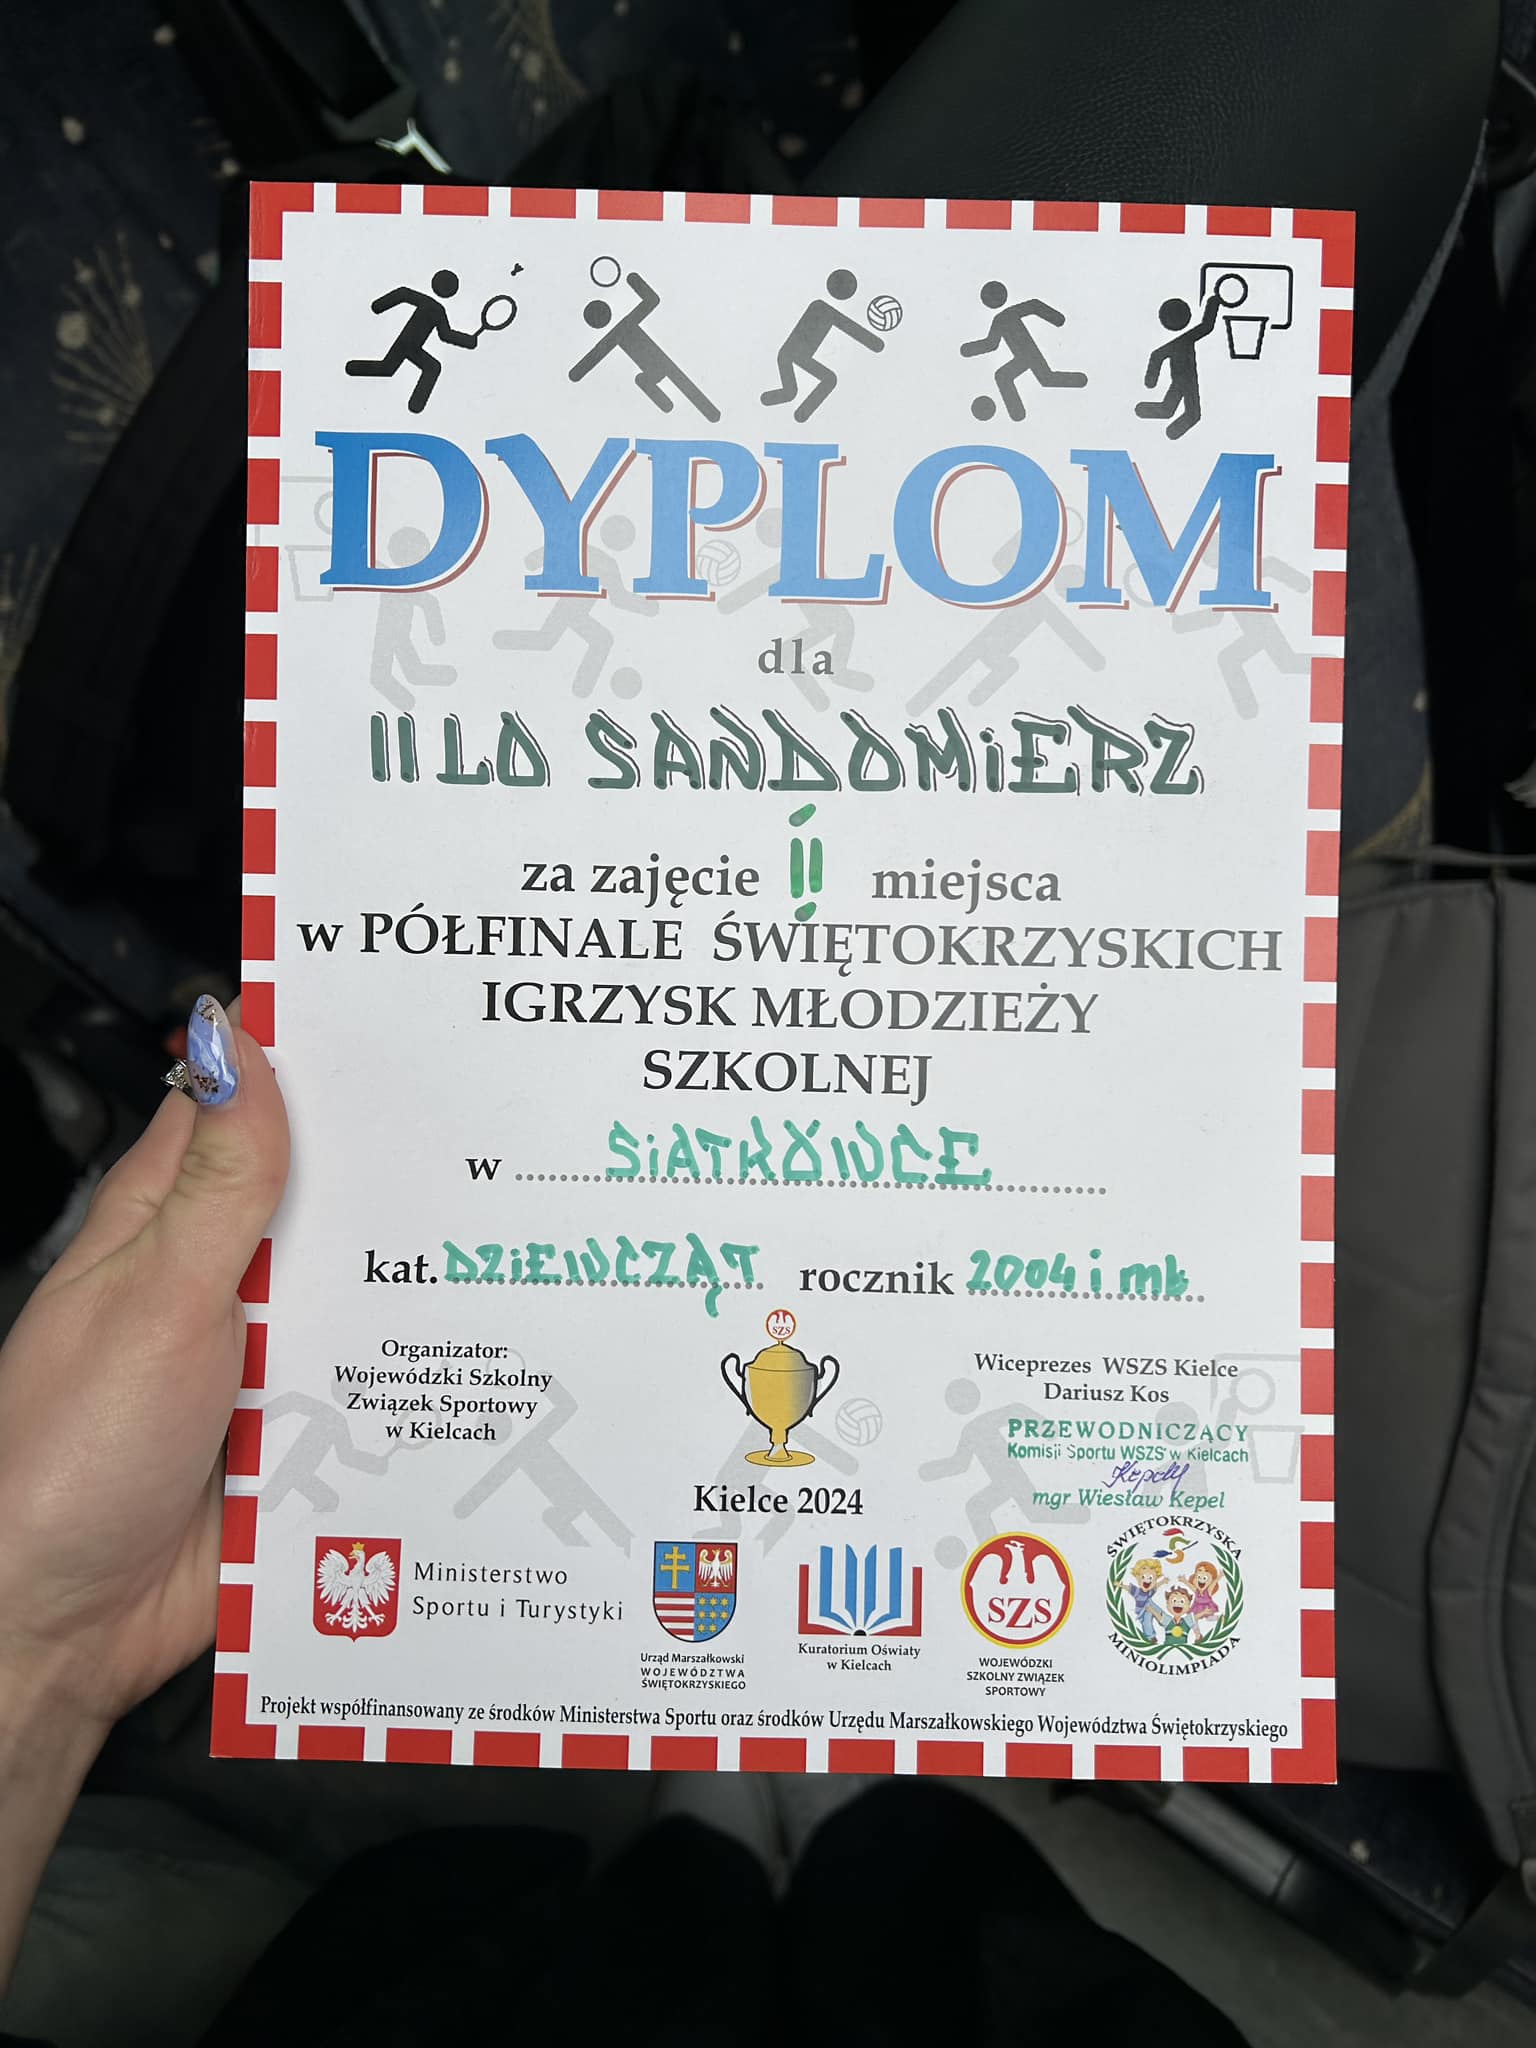 DYPLOM
dla
II LO SANDOMIERZ
za zajęcie II miejsca
w PÓŁFINALE ŚWIĘTOKRZYSKICH
IGRZYSK MŁODZIEŻY
SZKOLNEJ
w SIATKÓWCE
kat. DZIEWCZĄT rocznik 2004 i mł
Organizator:
Wojewódzki Szkolny
Związek Sportowy
w Kielcach
SZS
Wiceprezes WSZS Kielce
Dariusz Kos
PRZEWODNICZĄCY
Komisji Sportu WSZS w Kielcach
Kepel
mgr Wiesław Kepel
Kielce 2024
Ministerstwo
Sportu i Turystyki
Urząd Marszałkowski
WOJEWÓDZTWA
ŚWIĘTOKRZYSKIEGO
Kuratorium Oświaty
w Kielcach
SZS
WOJEWÓDZKI
SZKOLNY ZWIĄZEK
SPORTOWY
ŚWIĘTOKRZYSKA
MINIOLIMPIADA
Projekt współfinansowany ze środków Ministerstwa Sportu oraz środków Urzędu Marszałkowskiego Województwa Świętokrzyskiego